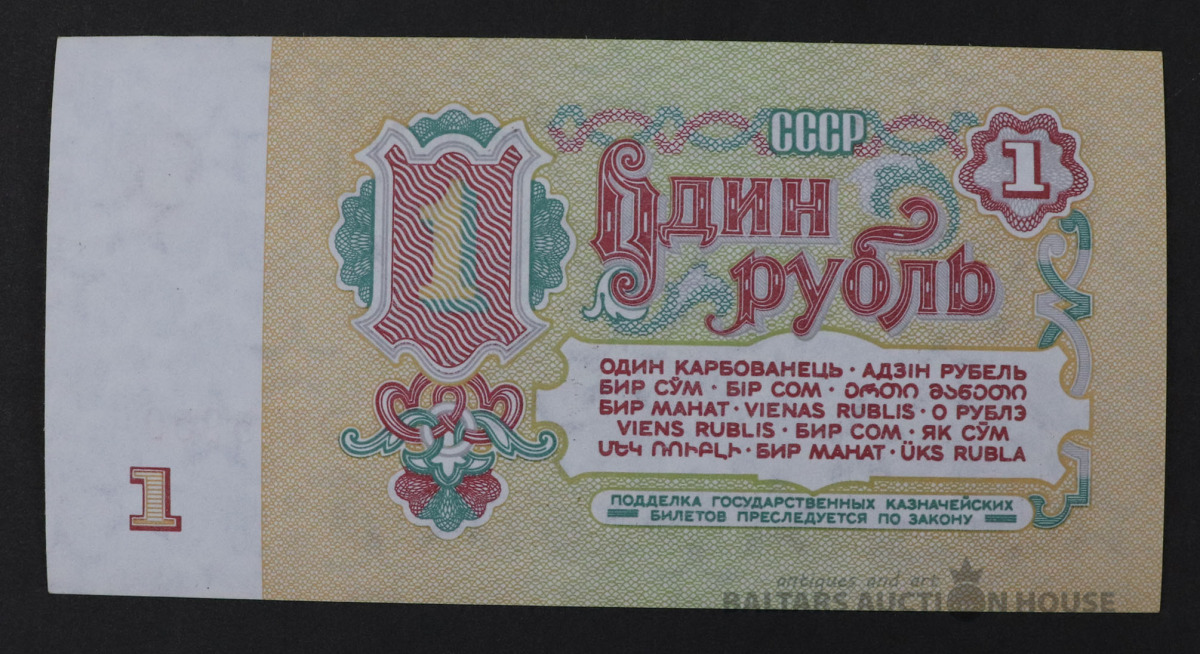 СССР
1
1
Один
рубль
ОДИН КАРБОВАНЕЦЬ · АДЗІН РУБЕЛЬ
БИР СЎМ · БІР СОМ · ერთი მანეთი
БИР МАНАТ · VIENAS RUBLIS · О РУБЛЭ
VIENS RUBLIS · БИР СОМ · ЯК СӮМ
ՄԵԿ ՌՈՒԲԼԻ · БИР МАНАТ · ÜKS RUBLA
1
ПОДДЕЛКА ГОСУДАРСТВЕННЫХ КАЗНАЧЕЙСКИХ
БИЛЕТОВ ПРЕСЛЕДУЕТСЯ ПО ЗАКОНУ
antiques and art
BALTARS AUCTION HOUSE